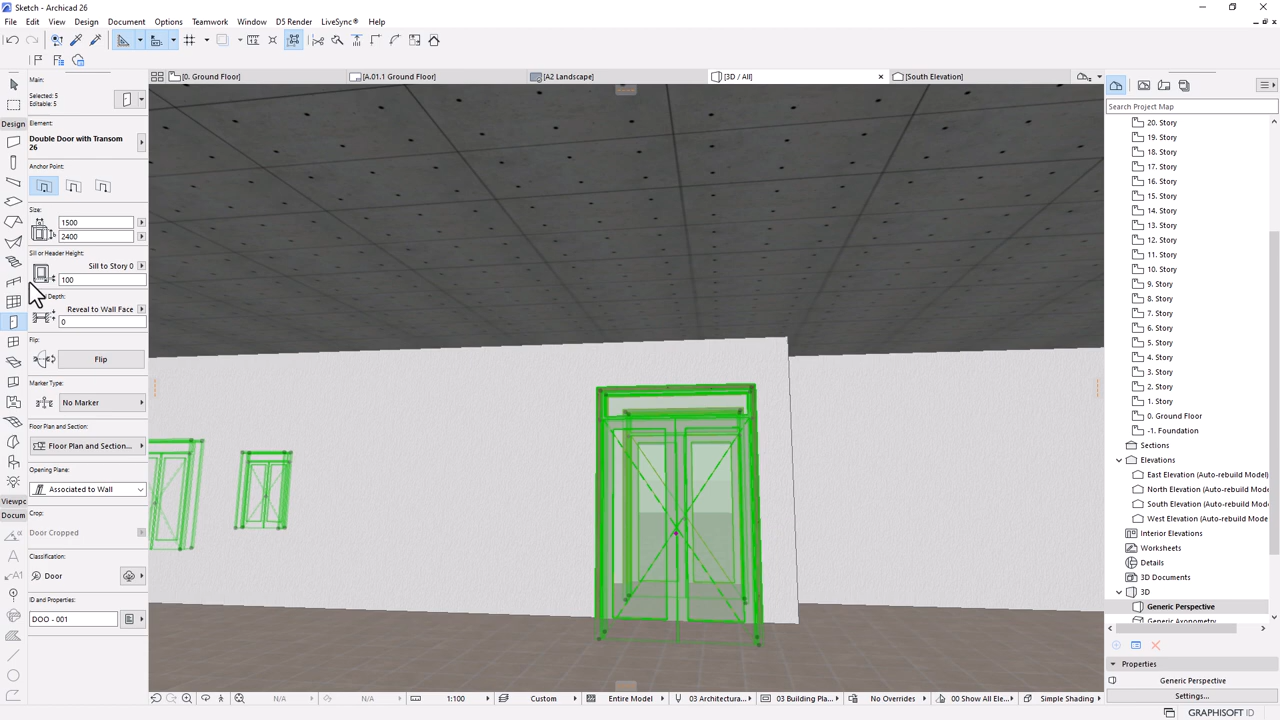 Sketch - Archicad 26
File Edit View Design Document Options Teamwork Window D5 Render LiveSync® Help
[0. Ground Floor] [A.01.1 Ground Floor] [A2 Landscape] [3D / All] [South Elevation]
Main:
Selected: 5
Editable: 5
Element:
Double Door with Transom
26
Anchor Point:
Size:
1500
2400
Sill or Header Height:
Sill to Story 0
100
Depth:
Reveal to Wall Face
0
Flip:
Flip
Marker Type:
No Marker
Floor Plan and Section:
Floor Plan and Section...
Opening Plane:
Associated to Wall
Crop:
Door Cropped
Classification:
Door
ID and Properties:
DOO - 001
Design
Viewpc
Docum
Search Project Map
20. Story
19. Story
18. Story
17. Story
16. Story
15. Story
14. Story
13. Story
12. Story
11. Story
10. Story
9. Story
8. Story
7. Story
6. Story
5. Story
4. Story
3. Story
2. Story
1. Story
0. Ground Floor
-1. Foundation
Sections
Elevations
East Elevation (Auto-rebuild Model
North Elevation (Auto-rebuild Mod
South Elevation (Auto-rebuild Mod
West Elevation (Auto-rebuild Mode
Interior Elevations
Worksheets
Details
3D Documents
3D
Generic Perspective
Generic Axonometry
Properties
Generic Perspective
Settings...
N/A N/A 1:100 Custom Entire Model 03 Architectura... 03 Building Pla... No Overrides 00 Show All Ele... Simple Shading
GRAPHISOFT ID